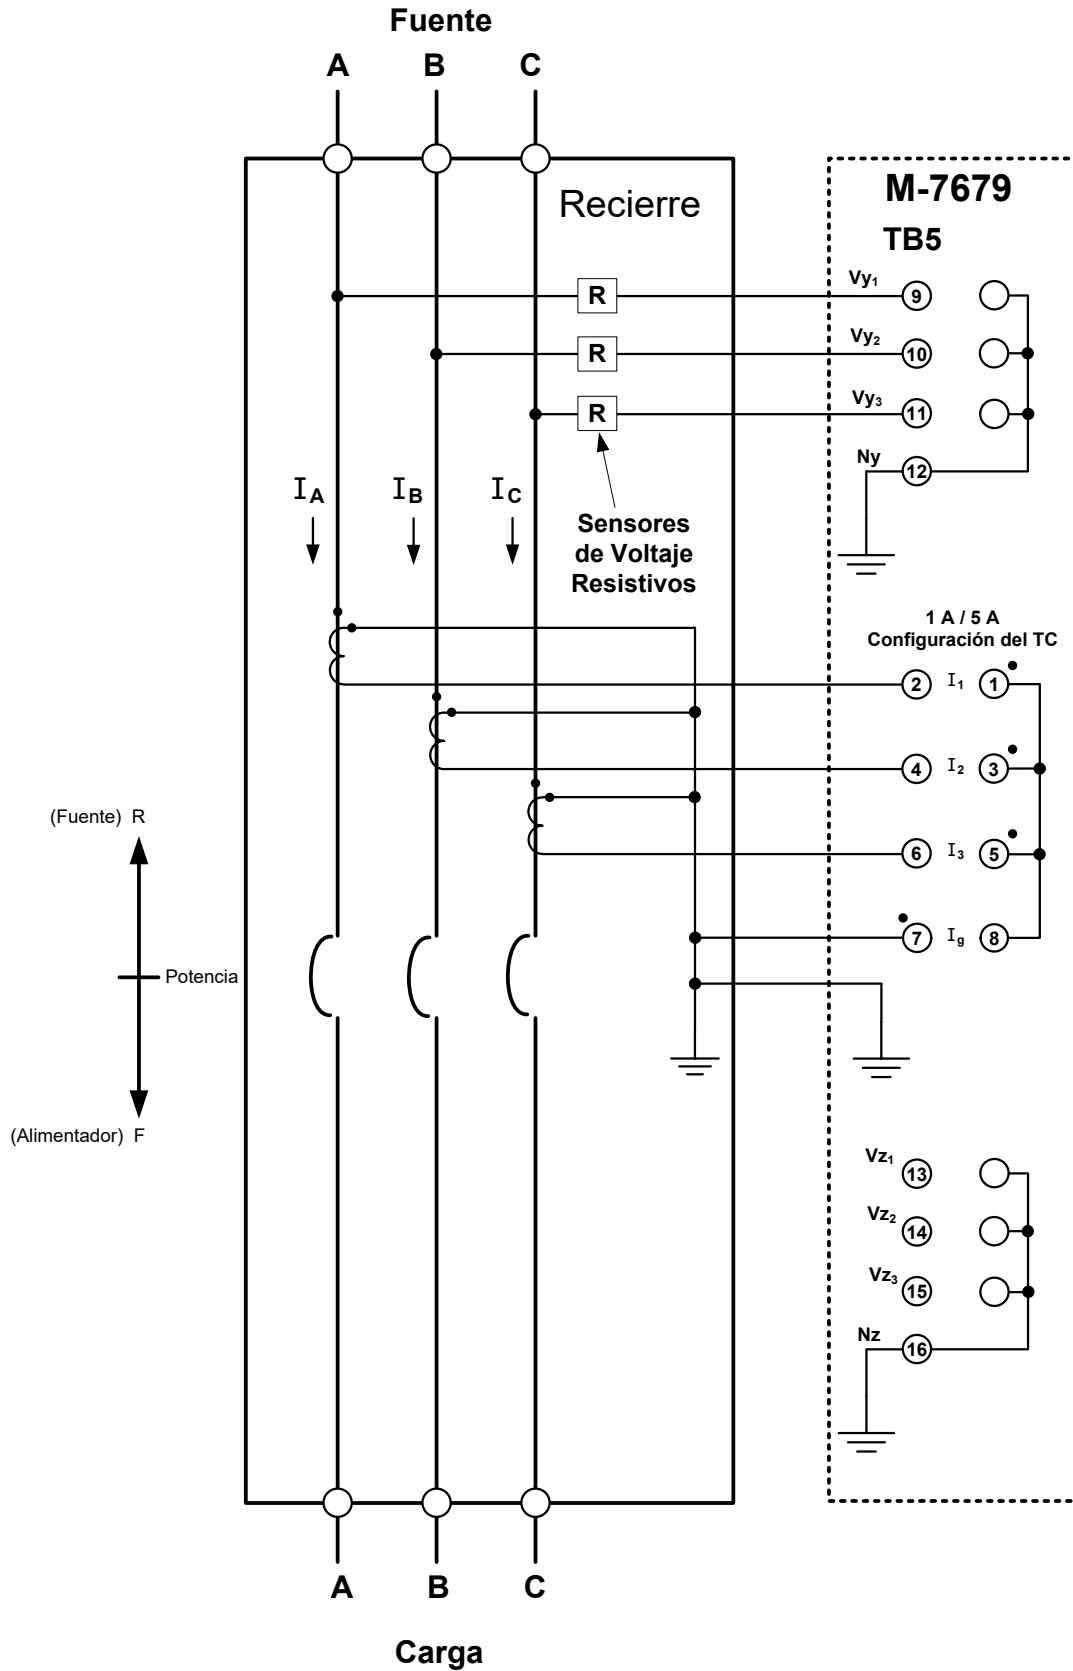 Fuente
A B C
Recierre
M-7679
TB5
Vy1 9
R
Vy2 10
R
Vy3 11
R
Ny 12
IA IB IC
Sensores
de Voltaje
Resistivos
1 A / 5 A
Configuración del TC
2 I1 1
4 I2 3
6 I3 5
7 Ig 8
(Fuente) R
Potencia
(Alimentador) F
Vz1 13
Vz2 14
Vz3 15
Nz 16
A B C
Carga